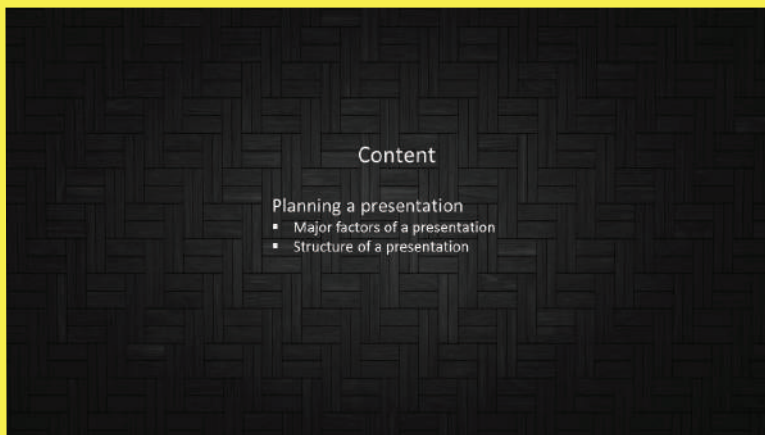 Content
Planning a presentation
▪ Major factors of a presentation
▪ Structure of a presentation